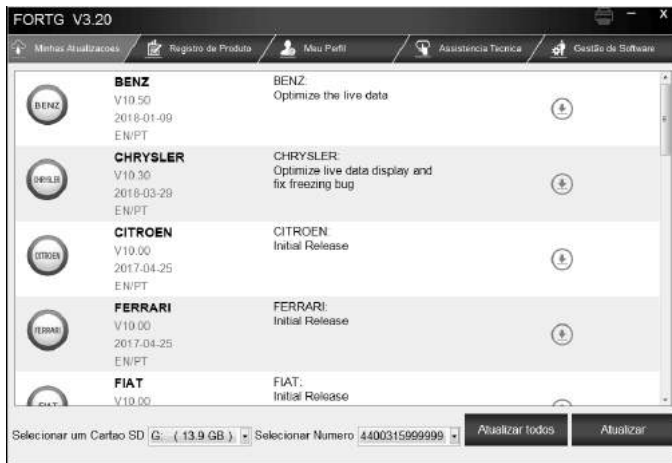 FORTG V3.20
X
Minhas Atualizacoes
Registro de Produto
Meu Perfil
Assistencia Tecnica
Gestão de Software
BENZ
BENZ
V10.50
2018-01-09
EN/PT
BENZ:
Optimize the live data
CHRYSLER
CHRYSLER
V10.30
2018-03-29
EN/PT
CHRYSLER:
Optimize live data display and
fix freezing bug
CITROEN
CITROEN
V10.00
2017-04-25
EN/PT
CITROEN:
Initial Release
FERRARI
FERRARI
V10.00
2017-04-25
EN/PT
FERRARI:
Initial Release
FIAT
FIAT
V10.00
FIAT:
Initial Release
Selecionar um Cartao SD G: ( 13.9 GB ) Selecionar Numero 4400315999999 Atualizar todos Atualizar